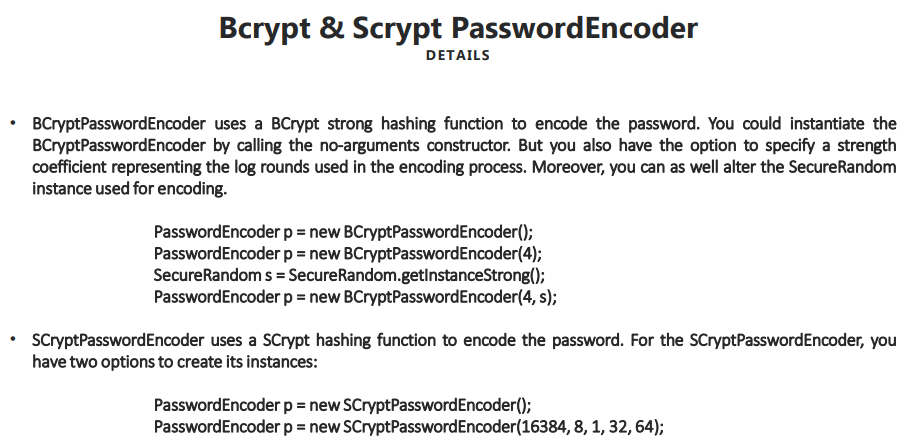 Bcrypt & Scrypt PasswordEncoder
DETAILS
• BCryptPasswordEncoder uses a BCrypt strong hashing function to encode the password. You could instantiate the
BCryptPasswordEncoder by calling the no-arguments constructor. But you also have the option to specify a strength
coefficient representing the log rounds used in the encoding process. Moreover, you can as well alter the SecureRandom
instance used for encoding.
PasswordEncoder p = new BCryptPasswordEncoder();
PasswordEncoder p = new BCryptPasswordEncoder(4);
SecureRandom s = SecureRandom.getInstanceStrong();
PasswordEncoder p = new BCryptPasswordEncoder(4, s);
• SCryptPasswordEncoder uses a SCrypt hashing function to encode the password. For the SCryptPasswordEncoder, you
have two options to create its instances:
PasswordEncoder p = new SCryptPasswordEncoder();
PasswordEncoder p = new SCryptPasswordEncoder(16384, 8, 1, 32, 64);